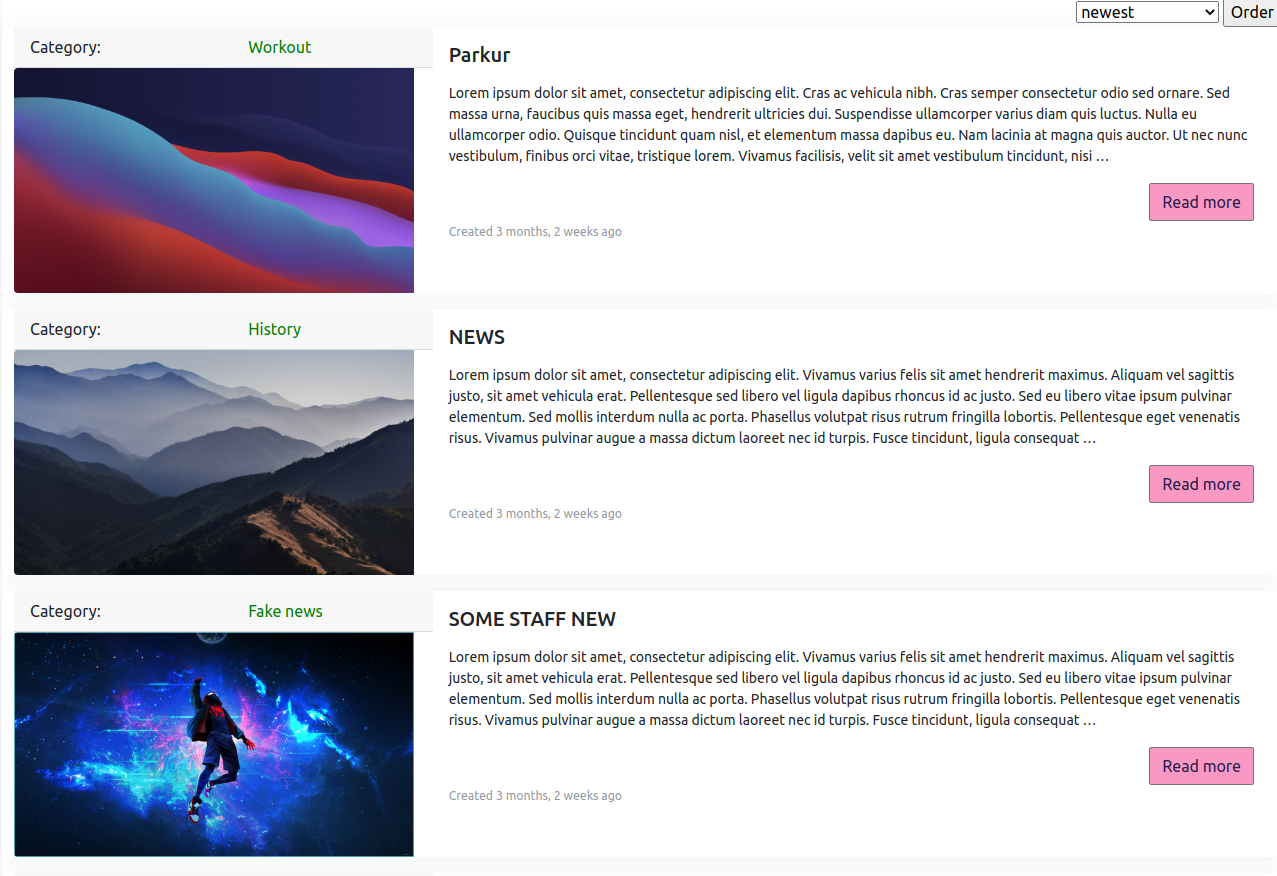 newest Order
Category: Workout
Parkur
Lorem ipsum dolor sit amet, consectetur adipiscing elit. Cras ac vehicula nibh. Cras semper consectetur odio sed ornare. Sed
massa urna, faucibus quis massa eget, hendrerit ultricies dui. Suspendisse ullamcorper varius diam quis luctus. Nulla eu
ullamcorper odio. Quisque tincidunt quam nisl, et elementum massa dapibus eu. Nam lacinia at magna quis auctor. Ut nec nunc
vestibulum, finibus orci vitae, tristique lorem. Vivamus facilisis, velit sit amet vestibulum tincidunt, nisi …
Read more
Created 3 months, 2 weeks ago
Category: History
NEWS
Lorem ipsum dolor sit amet, consectetur adipiscing elit. Vivamus varius felis sit amet hendrerit maximus. Aliquam vel sagittis
justo, sit amet vehicula erat. Pellentesque sed libero vel ligula dapibus rhoncus id ac justo. Sed eu libero vitae ipsum pulvinar
elementum. Sed mollis interdum nulla ac porta. Phasellus volutpat risus rutrum fringilla lobortis. Pellentesque eget venenatis
risus. Vivamus pulvinar augue a massa dictum laoreet nec id turpis. Fusce tincidunt, ligula consequat …
Read more
Created 3 months, 2 weeks ago
Category: Fake news
SOME STAFF NEW
Lorem ipsum dolor sit amet, consectetur adipiscing elit. Vivamus varius felis sit amet hendrerit maximus. Aliquam vel sagittis
justo, sit amet vehicula erat. Pellentesque sed libero vel ligula dapibus rhoncus id ac justo. Sed eu libero vitae ipsum pulvinar
elementum. Sed mollis interdum nulla ac porta. Phasellus volutpat risus rutrum fringilla lobortis. Pellentesque eget venenatis
risus. Vivamus pulvinar augue a massa dictum laoreet nec id turpis. Fusce tincidunt, ligula consequat …
Read more
Created 3 months, 2 weeks ago